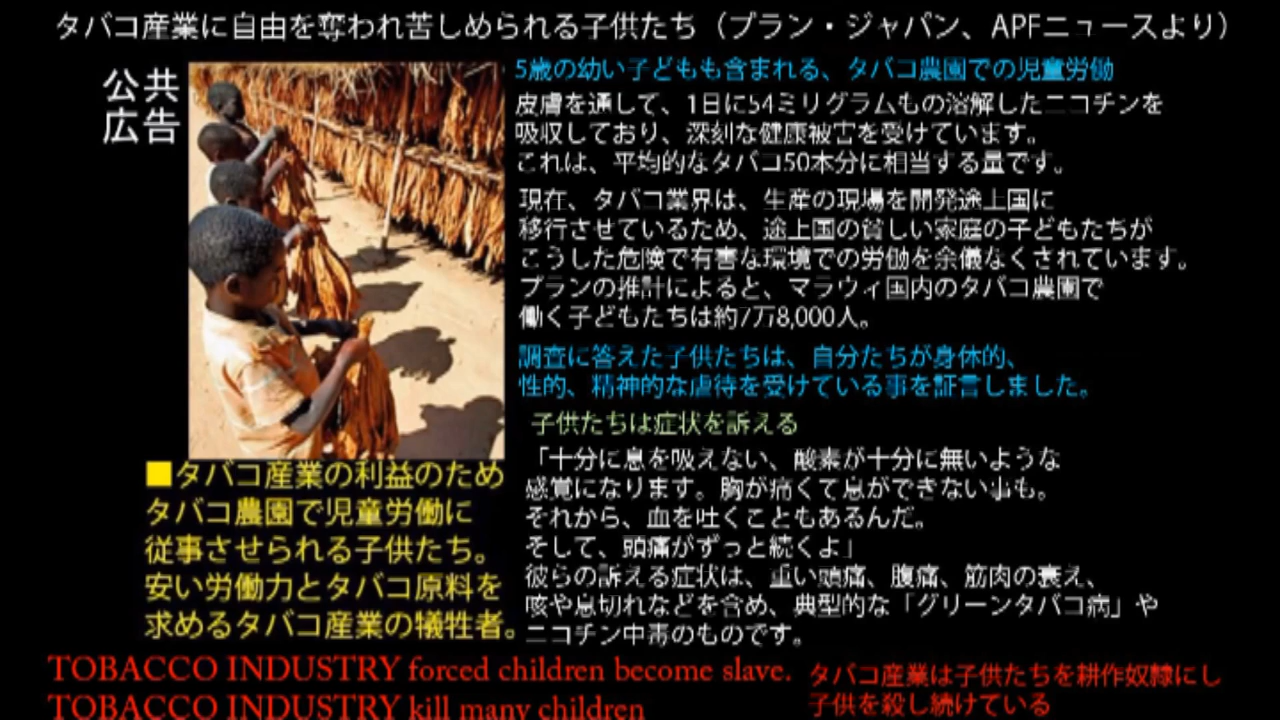 タバコ産業に自由を奪われ苦しめられる子供たち（プラン・ジャパン、APFニュースより）
公共
広告
5歳の幼い子どもも含まれる、タバコ農園での児童労働
皮膚を通して、1日に54ミリグラムもの溶解したニコチンを
吸収しており、深刻な健康被害を受けています。
これは、平均的なタバコ50本分に相当する量です。
現在、タバコ業界は、生産の現場を開発途上国に
移行させているため、途上国の貧しい家庭の子どもたちが
こうした危険で有害な環境での労働を余儀なくされています。
プランの推計によると、マラウィ国内のタバコ農園で
働く子どもたちは約7万8,000人。
調査に答えた子供たちは、自分たちが身体的、
性的、精神的な虐待を受けている事を証言しました。
子供たちは症状を訴える
「十分に息を吸えない、酸素が十分に無いような
感覚になります。胸が痛くて息ができない事も。
それから、血を吐くこともあるんだ。
そして、頭痛がずっと続くよ」
彼らの訴える症状は、重い頭痛、腹痛、筋肉の衰え、
咳や息切れなどを含め、典型的な「グリーンタバコ病」や
ニコチン中毒のものです。
■タバコ産業の利益のため
タバコ農園で児童労働に
従事させられる子供たち。
安い労働力とタバコ原料を
求めるタバコ産業の犠牲者。
TOBACCO INDUSTRY forced children become slave.
TOBACCO INDUSTRY kill many children
タバコ産業は子供たちを耕作奴隷にし
子供を殺し続けている